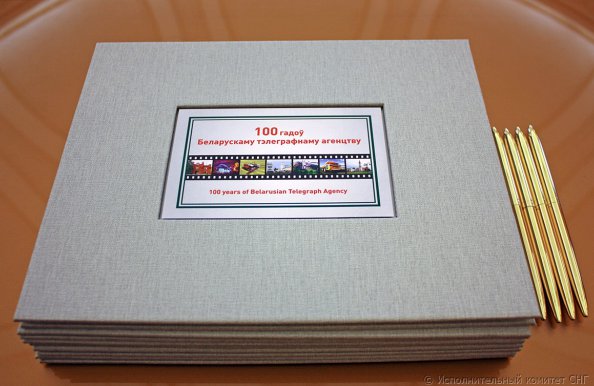 100 гадоў
Беларускаму тэлеграфнаму агенцтву
100 years of Belarusian Telegraph Agency
© Исполнительный комитет СНГ